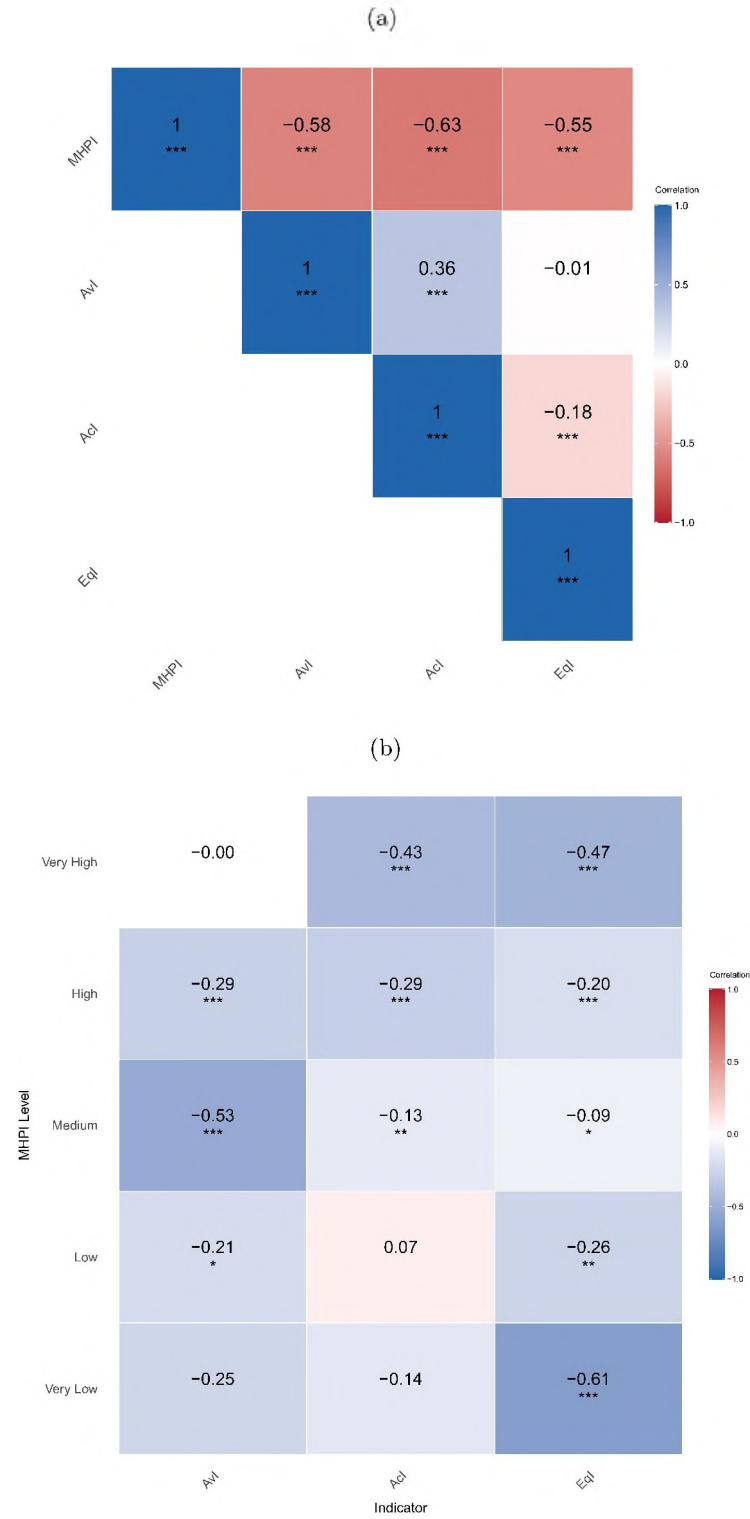 (a)
MHPI
1
−0.58
−0.63
−0.55
***
***
***
***
Correlation
1.0
0.5
0.0
−0.5
−1.0
AvI
1
0.36
−0.01
***
***
AcI
1
−0.18
***
***
EqI
1
***
MHPI
AvI
AcI
EqI
(b)
Very High
−0.00
−0.43
−0.47
***
***
High
−0.29
−0.29
−0.20
***
***
***
Correlation
1.0
0.5
0.0
−0.5
−1.0
MHPI Level
Medium
−0.53
−0.13
−0.09
***
**
*
Low
−0.21
0.07
−0.26
*
**
Very Low
−0.25
−0.14
−0.61
***
AvI
AcI
EqI
Indicator